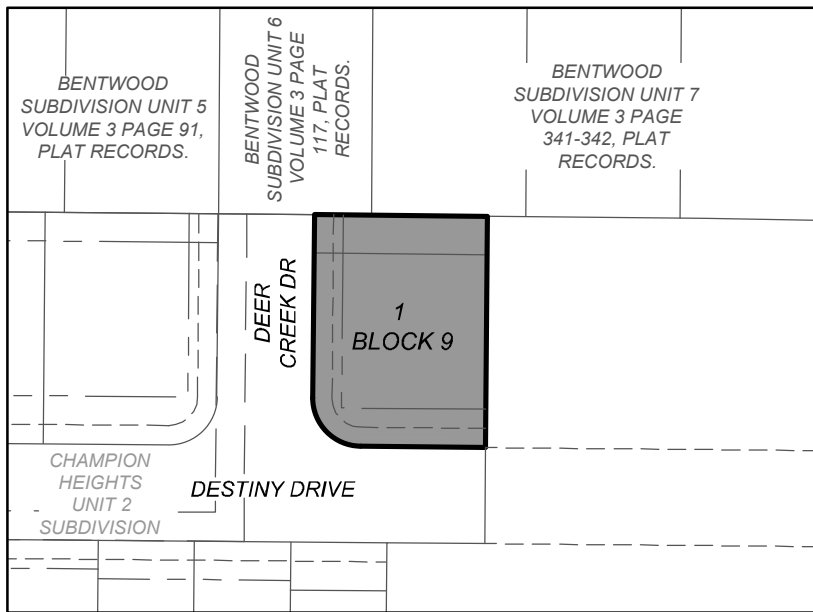 BENTWOOD
SUBDIVISION UNIT 5
VOLUME 3 PAGE 91,
PLAT RECORDS.
BENTWOOD
SUBDIVISION UNIT 6
VOLUME 3 PAGE
117, PLAT
RECORDS.
BENTWOOD
SUBDIVISION UNIT 7
VOLUME 3 PAGE
341-342, PLAT
RECORDS.
DEER
CREEK DR
1
BLOCK 9
CHAMPION
HEIGHTS
UNIT 2
SUBDIVISION
DESTINY DRIVE